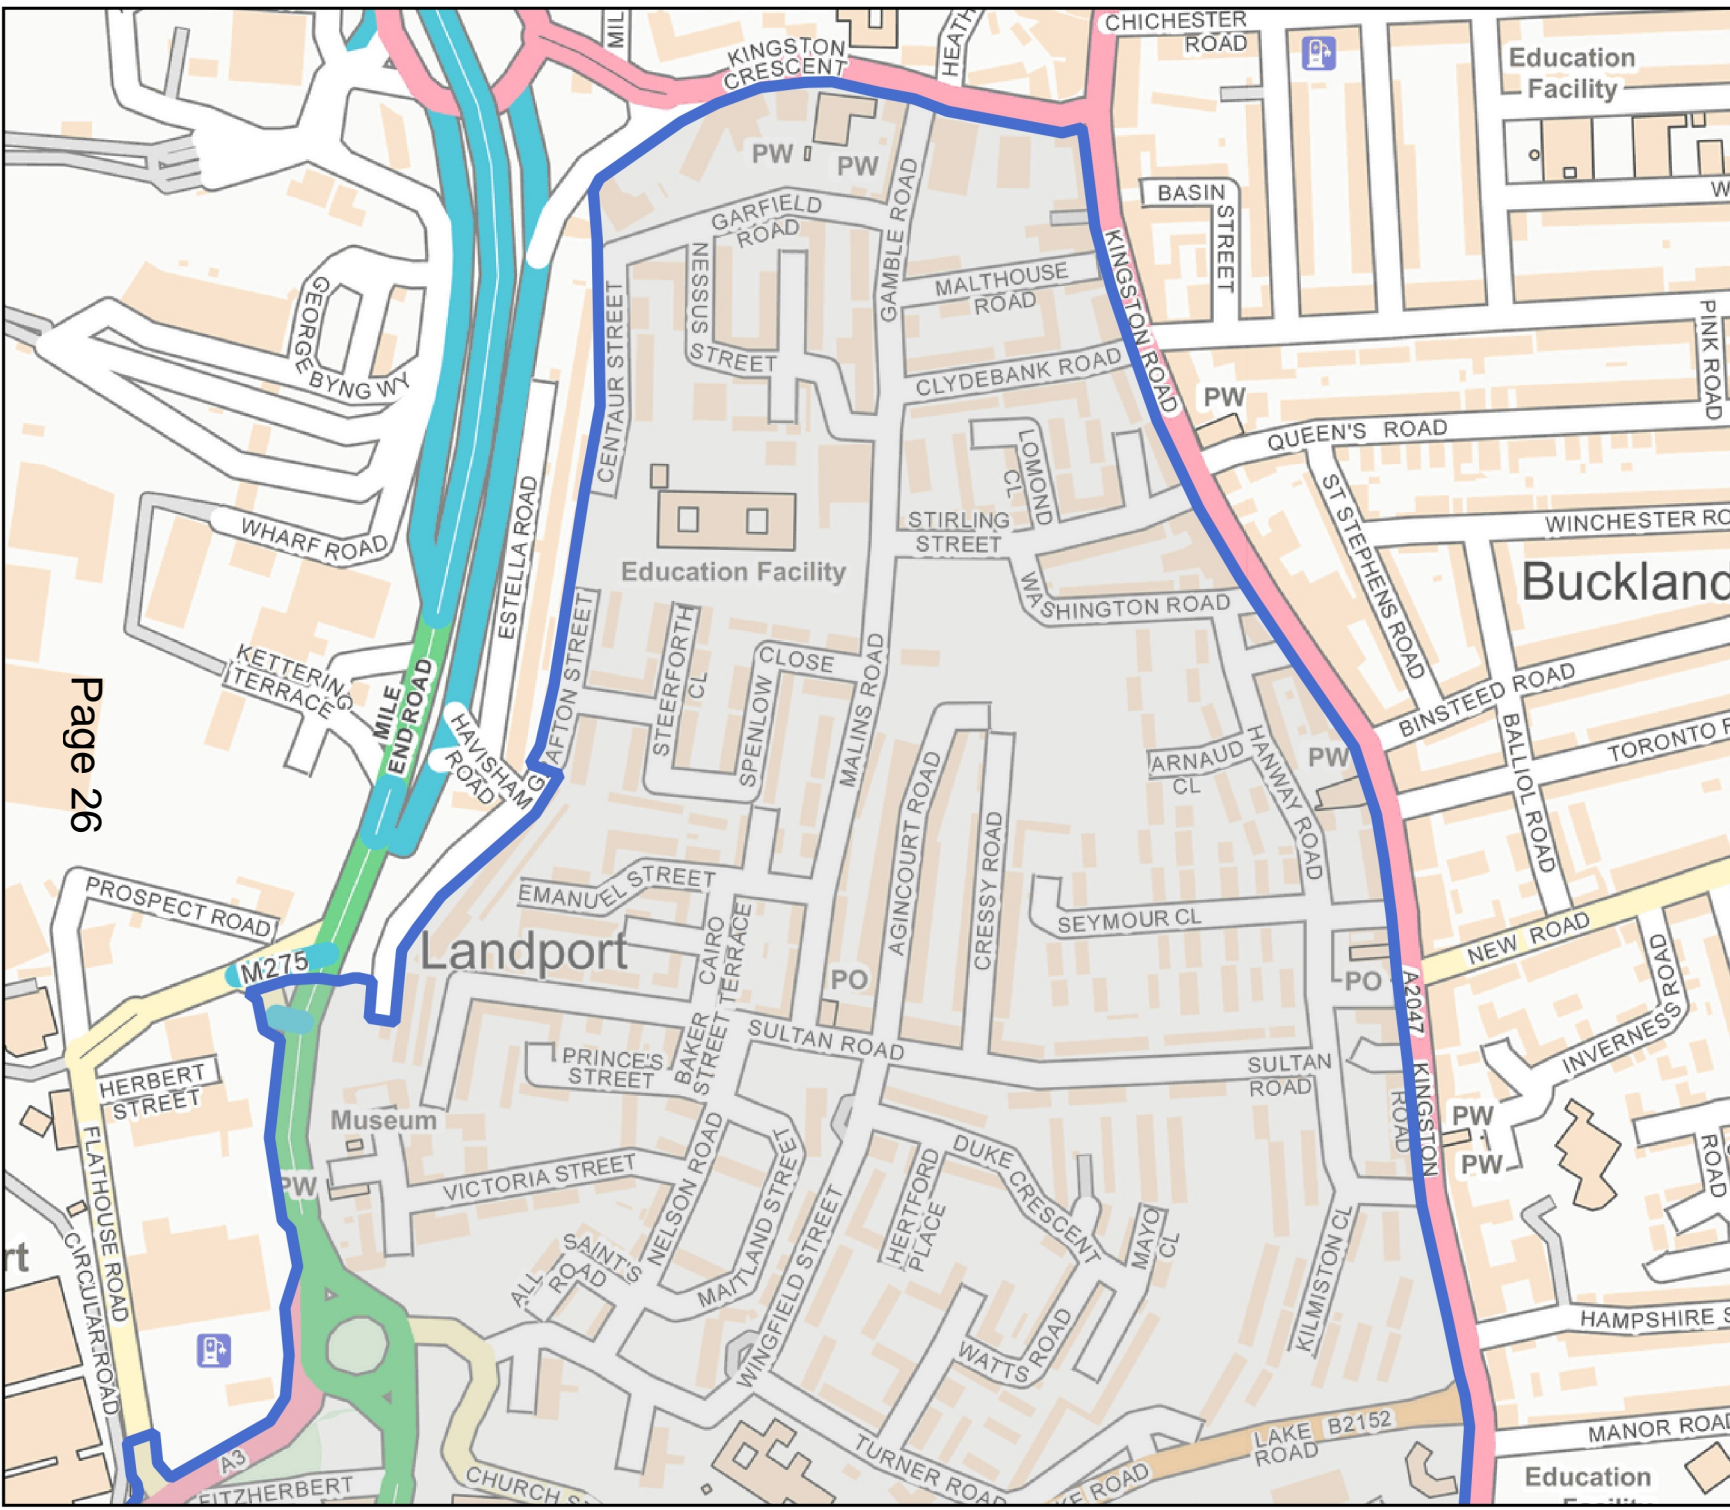 CHICHESTER
ROAD
MIL
HEATH
KINGSTON
CRESCENT
Education
Facility
PW
PW
BASIN
STREET
GARFIELD
ROAD
GAMBLE ROAD
NESSUS
STREET
MALTHOUSE
ROAD
KINGSTON ROAD
GEORGE
BYNG WY
CENTAUR STREET
CLYDEBANK ROAD
PINK ROAD
PW
QUEEN'S ROAD
LOMOND
CL
ST STEPHENS ROAD
WHARF ROAD
ESTELLA ROAD
STIRLING
STREET
WINCHESTER RO
Education Facility
Buckland
WASHINGTON ROAD
GRAFTON STREET
STEERFORTH
CL
SPENLOW
CLOSE
MALINS ROAD
KETTERING
TERRACE
MILE
END ROAD
Page 26
HAVISHAM
ROAD
BINSTEED ROAD
BALLIOL ROAD
TORONTO R
AGINCOURT ROAD
CRESSY ROAD
ARNAUD
CL
HANWAY ROAD
PW
PROSPECT ROAD
EMANUEL STREET
SEYMOUR CL
NEW ROAD
Landport
M275
CAIRO
TERRACE
PO
PO
A2047
INVERNESS ROAD
SULTAN ROAD
BAKER
STREET
PRINCE'S
STREET
SULTAN
ROAD
HERBERT
STREET
Museum
KINGSTON
ROAD
PW
PW
ROAD
FLATHOUSE ROAD
PW
VICTORIA STREET
NELSON ROAD
MAITLAND STREET
WINGFIELD STREET
HERTFORD
PLACE
DUKE CRESCENT
MAYO
CL
KILMISTON CL
CIRCULAR ROAD
rt
ALL SAINT'S
ROAD
HAMPSHIRE S
WATTS ROAD
LAKE B2152
ROAD
MANOR ROAD
A3
FITZHERBERT
CHURCH S
TURNER ROAD
KE ROAD
Education